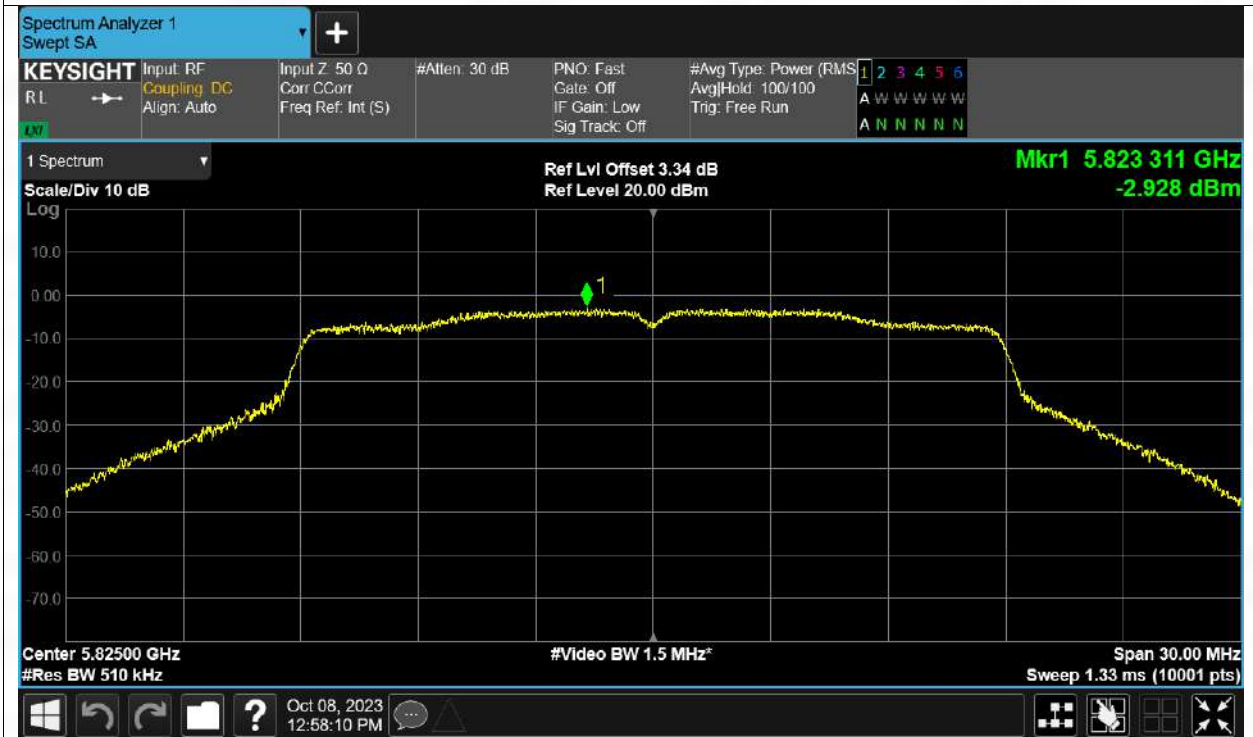 Spectrum Analyzer 1
Swept SA
+
KEYSIGHT
RL
LXI
Input: RF
Coupling: DC
Align: Auto
Input Z: 50 Ω
Corr CCorr
Freq Ref: Int (S)
#Atten: 30 dB
PNO: Fast
Gate: Off
IF Gain: Low
Sig Track: Off
#Avg Type: Power (RMS
Avg|Hold: 100/100
Trig: Free Run
1 2 3 4 5 6
A W W W W W
A N N N N N
1 Spectrum
Scale/Div 10 dB
Log
Ref Lvl Offset 3.34 dB
Ref Level 20.00 dBm
Mkr1 5.823 311 GHz
-2.928 dBm
10.0
0.00
-10.0
-20.0
-30.0
-40.0
-50.0
-60.0
-70.0
1
Center 5.82500 GHz
#Res BW 510 kHz
#Video BW 1.5 MHz*
Span 30.00 MHz
Sweep 1.33 ms (10001 pts)
?
Oct 08, 2023
12:58:10 PM